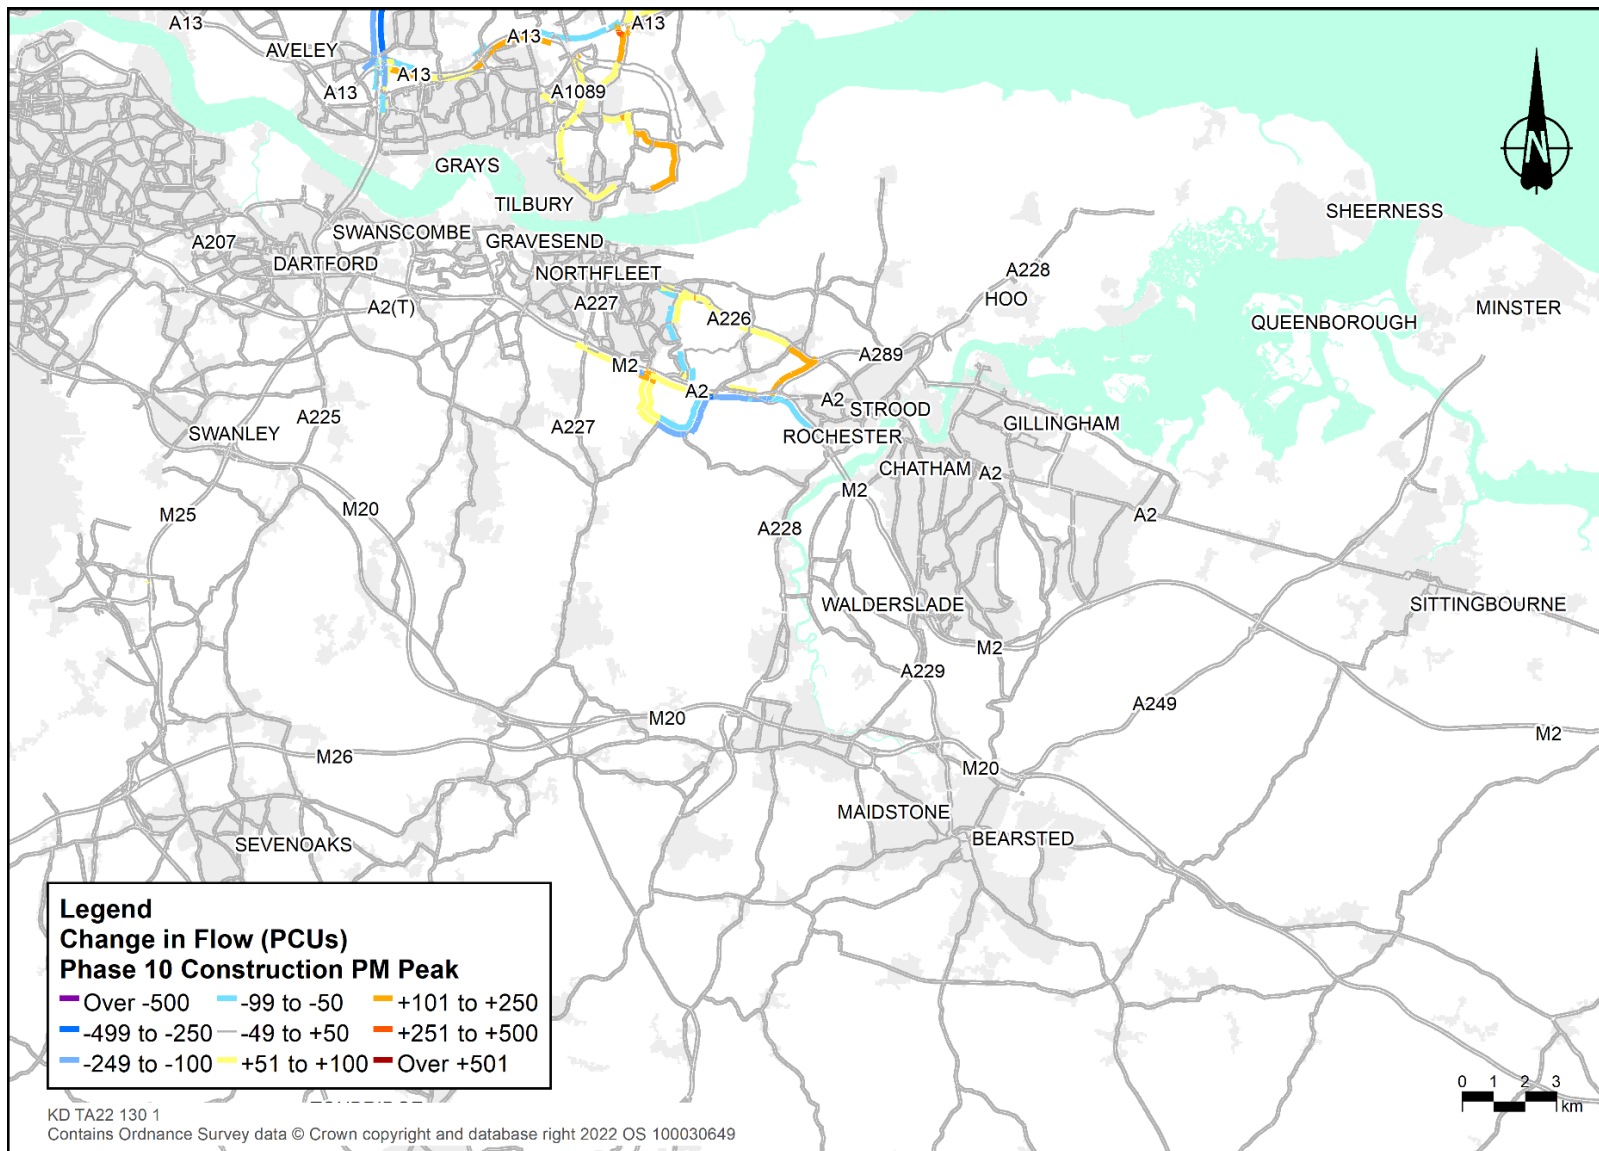 A13
A13
A13
AVELEY
A13
A13
A1089
GRAYS
TILBURY
N
SHEERNESS
SWANSCOMBE
A207
GRAVESEND
DARTFORD
NORTHFLEET
A228
HOO
A2(T)
A227
A226
MINSTER
QUEENBOROUGH
A289
M2
A2
A2
STROOD
A225
A227
SWANLEY
ROCHESTER
GILLINGHAM
CHATHAM
A2
M2
M20
M25
A228
A2
WALDERSLADE
SITTINGBOURNE
M2
A229
A249
M20
M2
M26
M20
MAIDSTONE
BEARSTED
SEVENOAKS
Legend
Change in Flow (PCUs)
Phase 10 Construction PM Peak
Over -500 -99 to -50 +101 to +250
-499 to -250 -49 to +50 +251 to +500
-249 to -100 +51 to +100 Over +501
0 1 2 3
km
KD TA22 130 1
Contains Ordnance Survey data © Crown copyright and database right 2022 OS 100030649